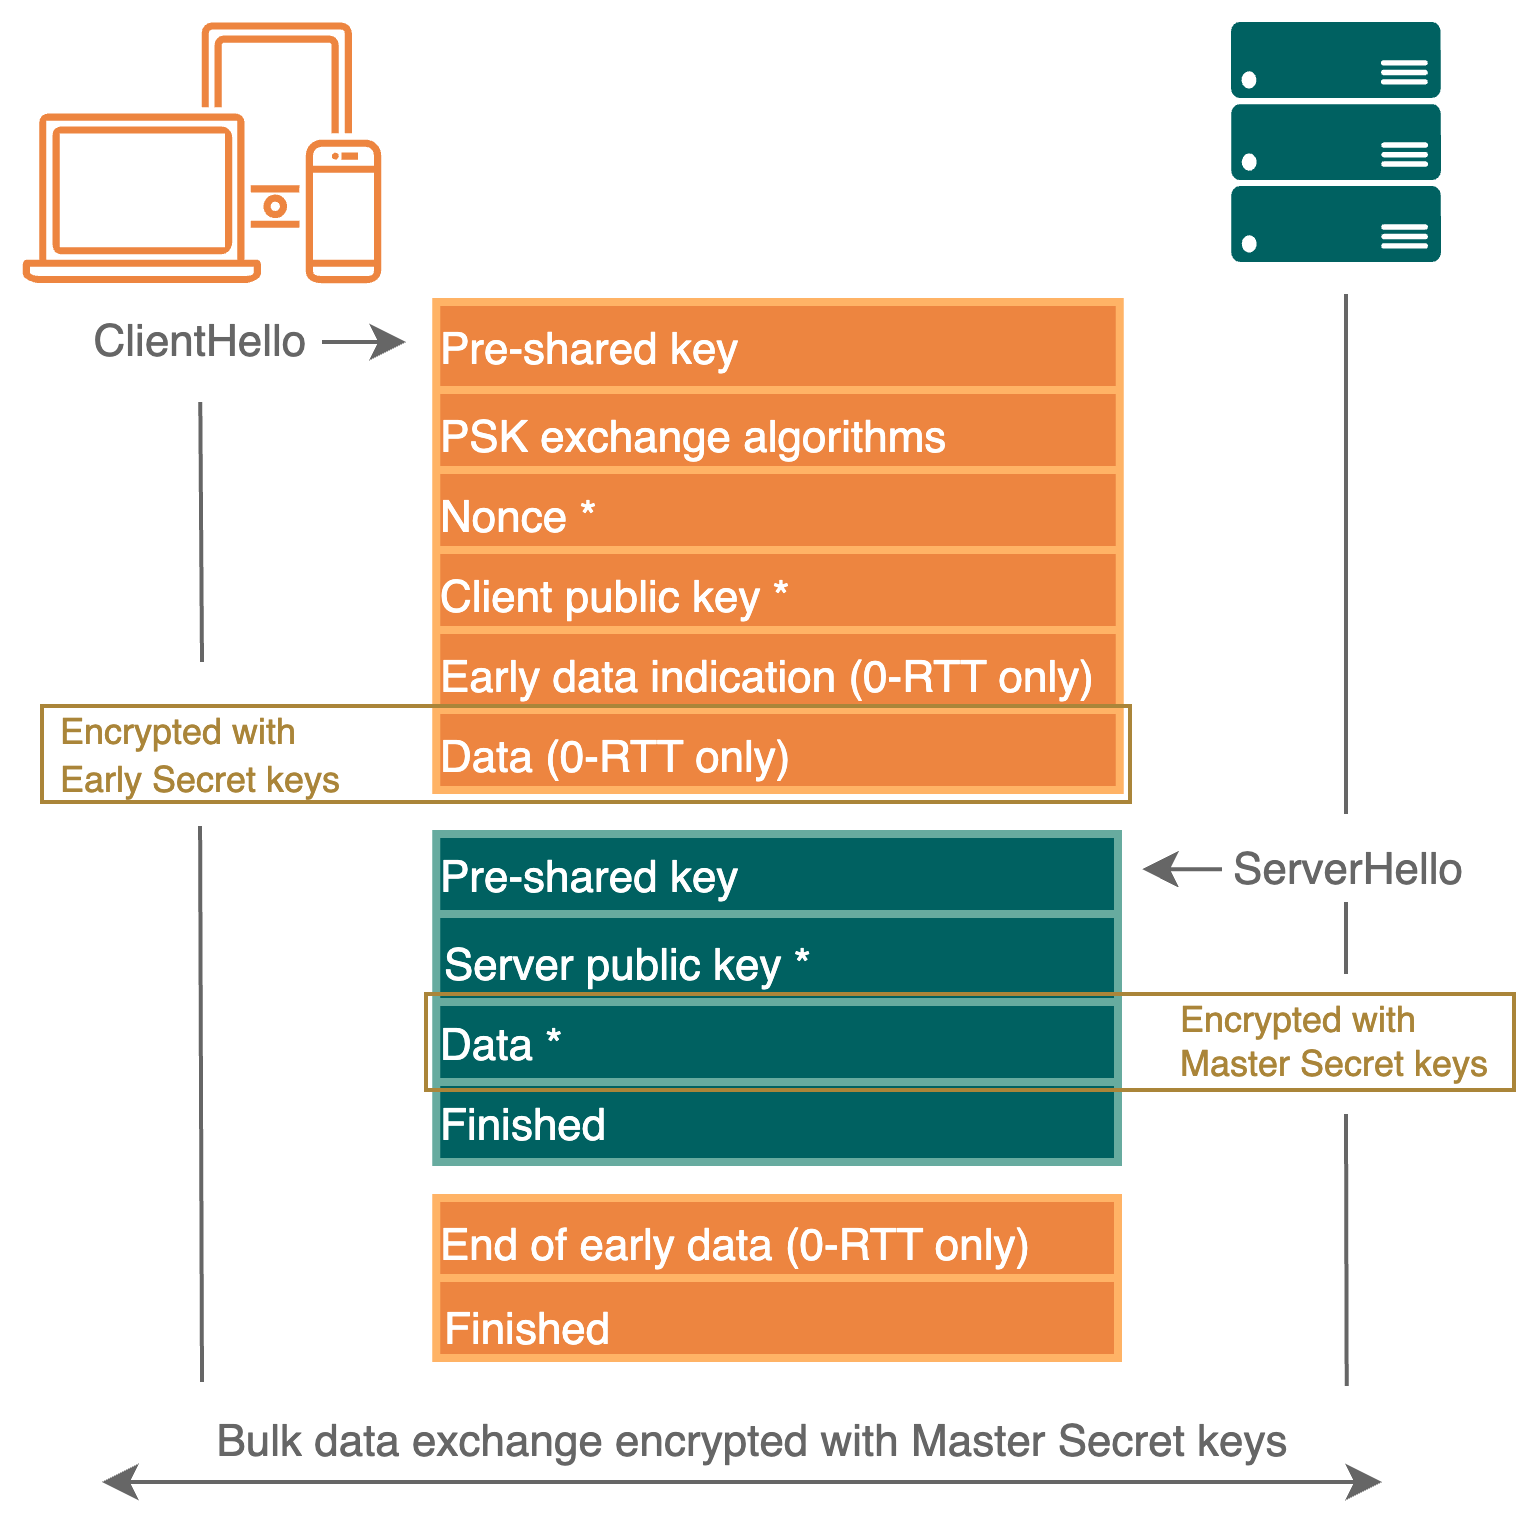 ClientHello
Pre-shared key
PSK exchange algorithms
Nonce *
Client public key *
Early data indication (0-RTT only)
Encrypted with
Early Secret keys
Data (0-RTT only)
Pre-shared key
ServerHello
Server public key *
Data *
Encrypted with
Master Secret keys
Finished
End of early data (0-RTT only)
Finished
Bulk data exchange encrypted with Master Secret keys